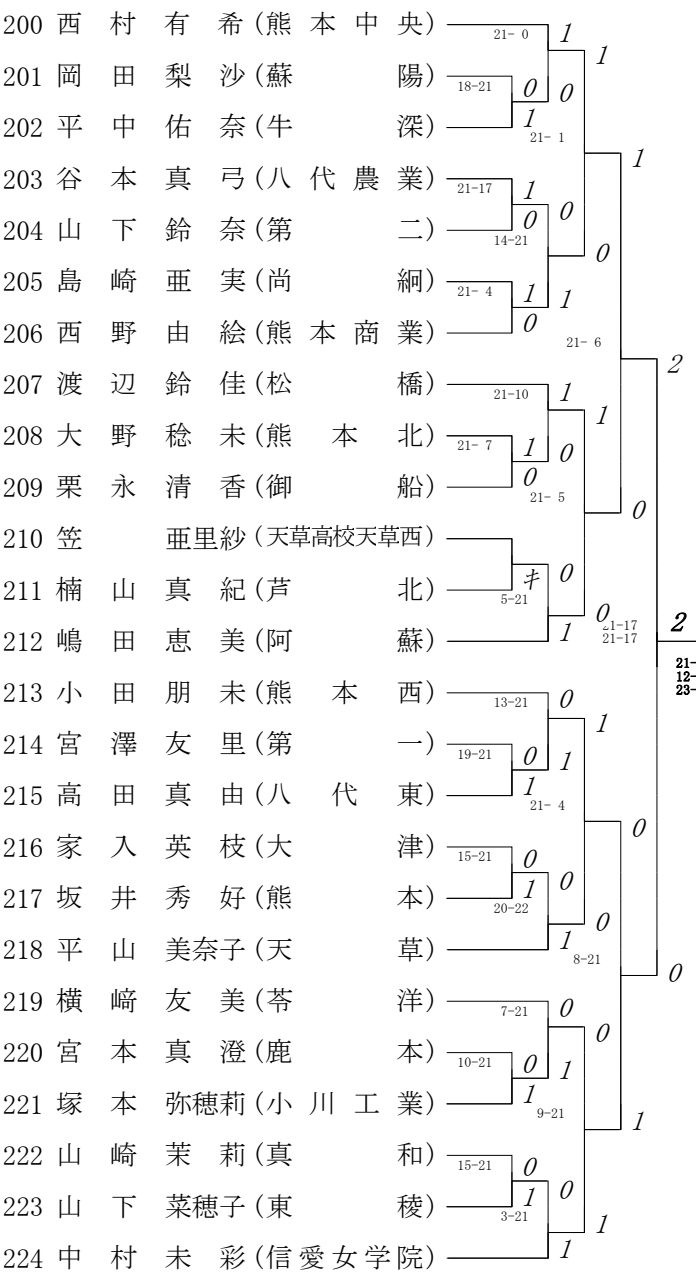 200 西村有希(熊本中央)
21- 0 1
1
201 岡田梨沙(蘇陽)
18-21 0 0
202 平中佑奈(牛深)
1
21- 1
1
203 谷本真弓(八代農業)
21-17 1
0 0
204 山下鈴奈(第二)
14-21
0
205 島崎亜実(尚絅)
21- 4 1 1
206 西野由絵(熊本商業)
0
21- 6
2
207 渡辺鈴佳(松橋)
21-10 1
1
208 大野稔未(熊本北)
21- 7 1 0
209 栗永清香(御船)
0
21- 5
0
210 笠亜里紗(天草高校天草西)
211 楠山真紀(芦北)
キ 0
5-21
212 嶋田恵美(阿蘇)
1
0
21-17
21-17
2
21-
12-
23-
213 小田朋未(熊本西)
13-21 0
1
214 宮澤友里(第一)
19-21 0 1
215 高田真由(八代東)
1
21- 4
0
216 家入英枝(大津)
15-21 0
217 坂井秀好(熊本)
1 0
20-22
0
218 平山美奈子(天草)
1
8-21
0
219 横﨑友美(苓洋)
7-21 0
0
220 宮本真澄(鹿本)
10-21 0 1
221 塚本弥穂莉(小川工業)
1
9-21
1
222 山崎茉莉(真和)
15-21 0
223 山下菜穂子(東稜)
1 0
3-21
1
224 中村未彩(信愛女学院)
1